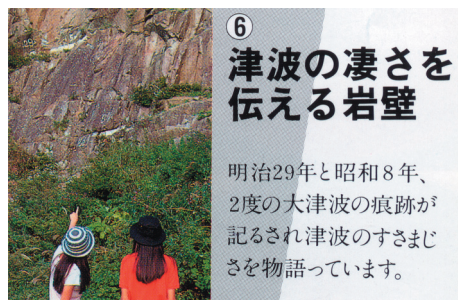 ⑥
津波の凄さを
伝える岩壁
明治29年と昭和8年、
2度の大津波の痕跡が
記るされ津波のすさまじ
さを物語っています。